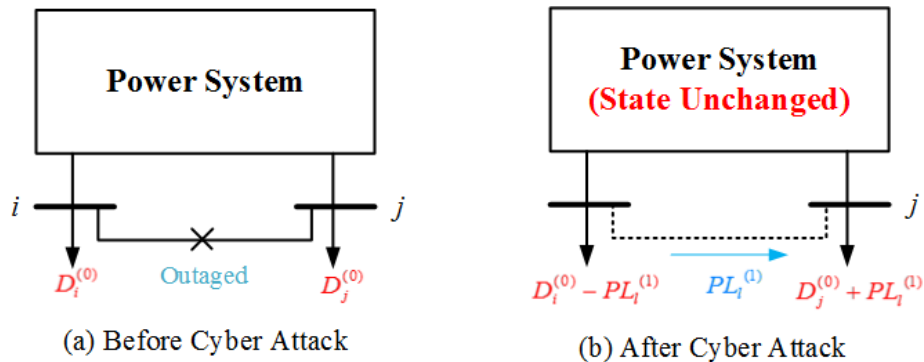 Power System
i
j
Outaged
D_i^{(0)}
D_j^{(0)}
(a) Before Cyber Attack
Power System
(State Unchanged)
j
D_i^{(0)} − PL_l^{(1)}
PL_l^{(1)}
D_j^{(0)} + PL_l^{(1)}
(b) After Cyber Attack